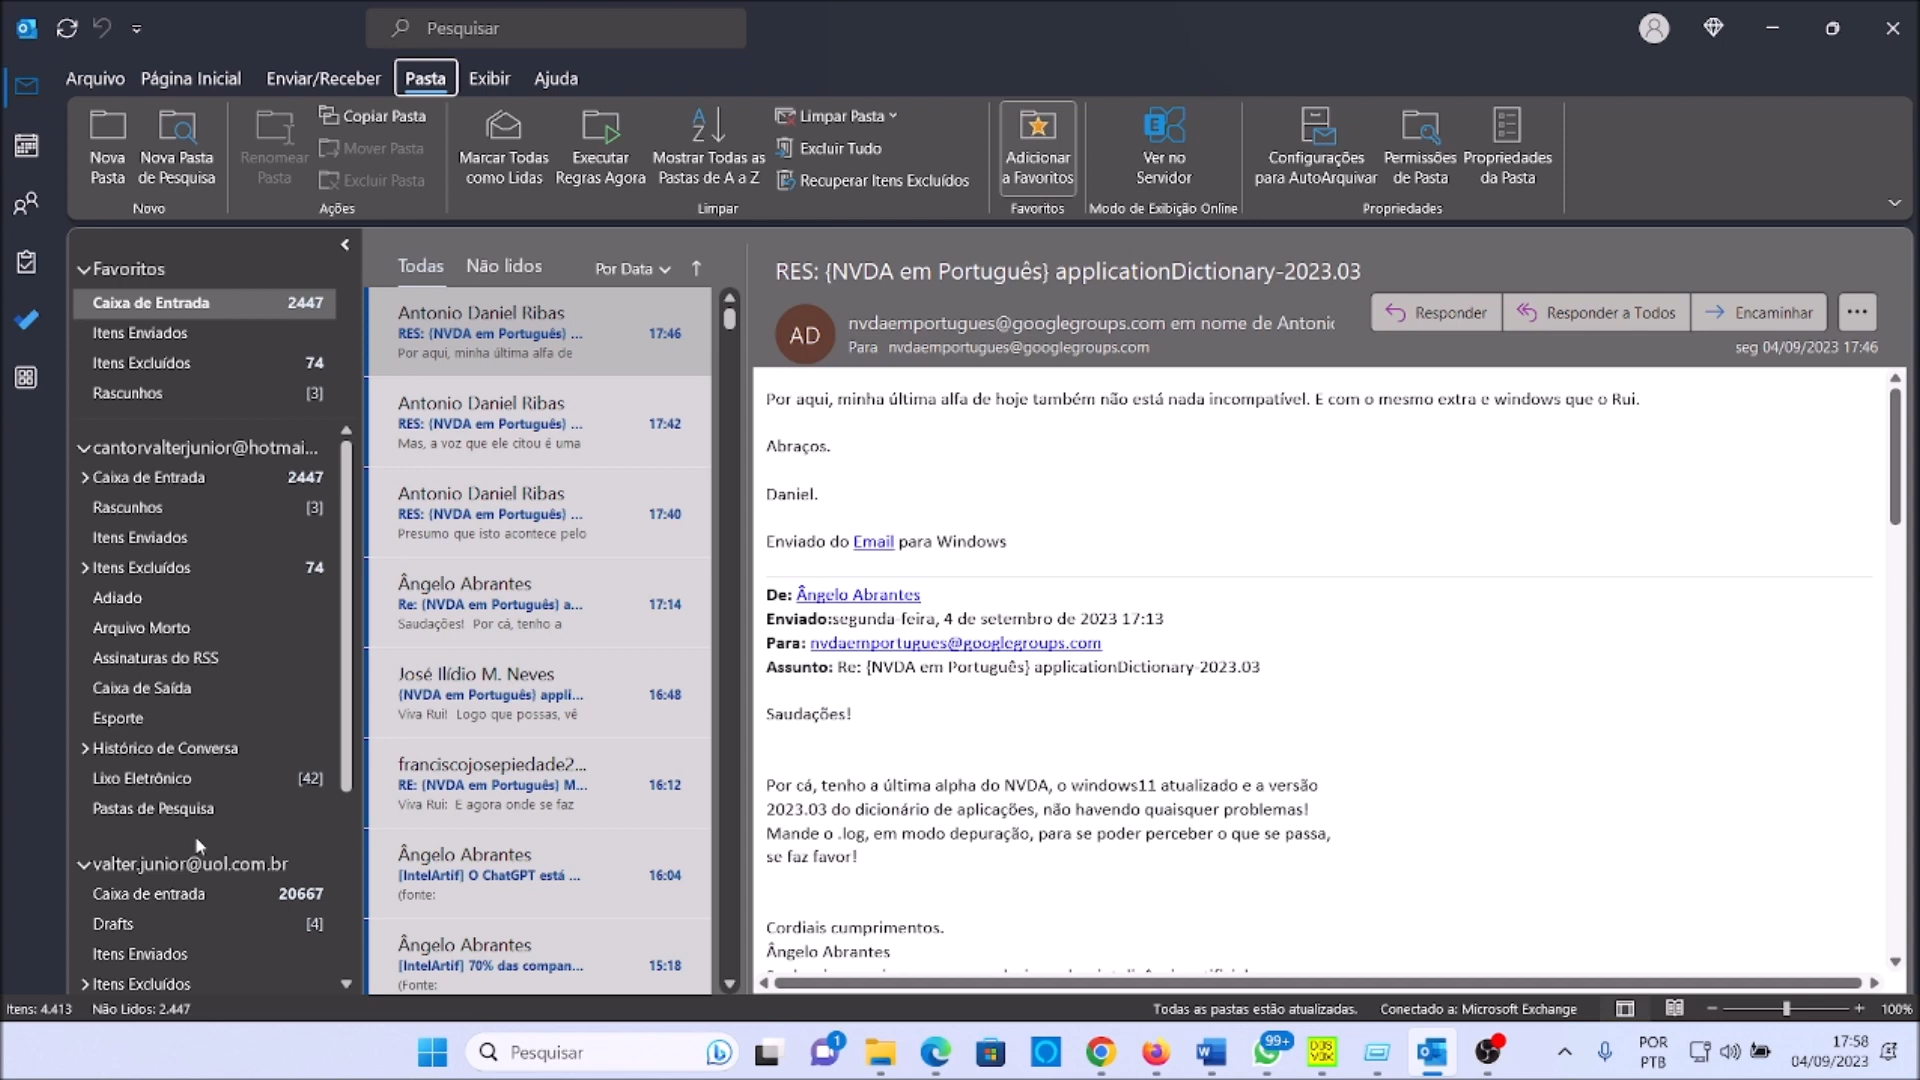 Pesquisar
Arquivo Página Inicial Enviar/Receber Pasta Exibir Ajuda
Nova Pasta
Nova Pasta de Pesquisa
Novo
Renomear Pasta
Copiar Pasta
Mover Pasta
Excluir Pasta
Ações
Marcar Todas como Lidas
Executar Regras Agora
Mostrar Todas as Pastas de A a Z
Limpar Pasta
Excluir Tudo
Recuperar Itens Excluídos
Limpar
Adicionar a Favoritos
Favoritos
Ver no Servidor
Modo de Exibição Online
Configurações para AutoArquivar
Permissões de Pasta
Propriedades da Pasta
Propriedades
Favoritos
Caixa de Entrada 2447
Itens Enviados
Itens Excluídos 74
Rascunhos [3]
cantorvalterjunior@hotmai...
Caixa de Entrada 2447
Rascunhos [3]
Itens Enviados
Itens Excluídos 74
Adiado
Arquivo Morto
Assinaturas do RSS
Caixa de Saída
Esporte
Histórico de Conversa
Lixo Eletrônico [42]
Pastas de Pesquisa
valter.junior@uol.com.br
Caixa de entrada 20667
Drafts [4]
Itens Enviados
Itens Excluídos
Todas Não lidos Por Data
Antonio Daniel Ribas
RES: {NVDA em Português} ... 17:46
Por aqui, minha última alfa de
Antonio Daniel Ribas
RES: {NVDA em Português} ... 17:42
Mas, a voz que ele citou é uma
Antonio Daniel Ribas
RES: {NVDA em Português} ... 17:40
Presumo que isto acontece pelo
Ângelo Abrantes
Re: {NVDA em Português} a... 17:14
Saudações! Por cá, tenho a
José Ilídio M. Neves
{NVDA em Português} appli... 16:48
Viva Rui! Logo que possas, vê
franciscojosepiedade2...
RE: {NVDA em Português} M... 16:12
Viva Rui: E agora onde se faz
Ângelo Abrantes
[IntelArtif] O ChatGPT está ... 16:04
(fonte:
Ângelo Abrantes
[IntelArtif] 70% das compan... 15:18
(Fonte:
RES: {NVDA em Português} applicationDictionary-2023.03
AD
nvdaemportugues@googlegroups.com em nome de Antonio
Para nvdaemportugues@googlegroups.com
Responder Responder a Todos Encaminhar
seg 04/09/2023 17:46
Por aqui, minha última alfa de hoje também não está nada incompatível. E com o mesmo extra e windows que o Rui.
Abraços.
Daniel.
Enviado do Email para Windows
De: Ângelo Abrantes
Enviado:segunda-feira, 4 de setembro de 2023 17:13
Para: nvdaemportugues@googlegroups.com
Assunto: Re: {NVDA em Português} applicationDictionary-2023.03
Saudações!
Por cá, tenho a última alpha do NVDA, o windows11 atualizado e a versão
2023.03 do dicionário de aplicações, não havendo quaisquer problemas!
Mande o .log, em modo depuração, para se poder perceber o que se passa,
se faz favor!
Cordiais cumprimentos.
Ângelo Abrantes
Itens: 4.413 Não Lidos: 2.447
Todas as pastas estão atualizadas. Conectado a: Microsoft Exchange 100%
Pesquisar
1
99+
DOS
VOX
POR
PTB
17:58
04/09/2023